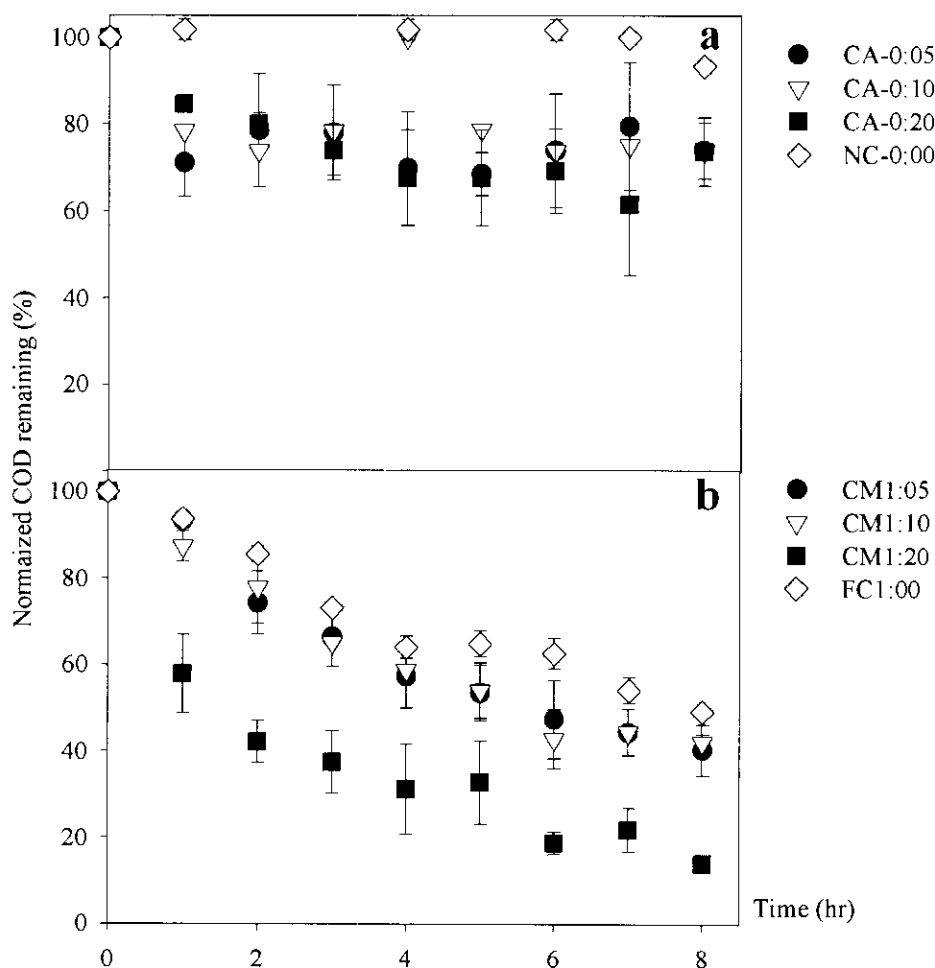 100
80
60
40
20
a
CA-0:05
CA-0:10
CA-0:20
NC-0:00
Normaized COD remaining (%)
100
80
60
40
20
0
b
CM1:05
CM1:10
CM1:20
FC1:00
Time (hr)
0 2 4 6 8